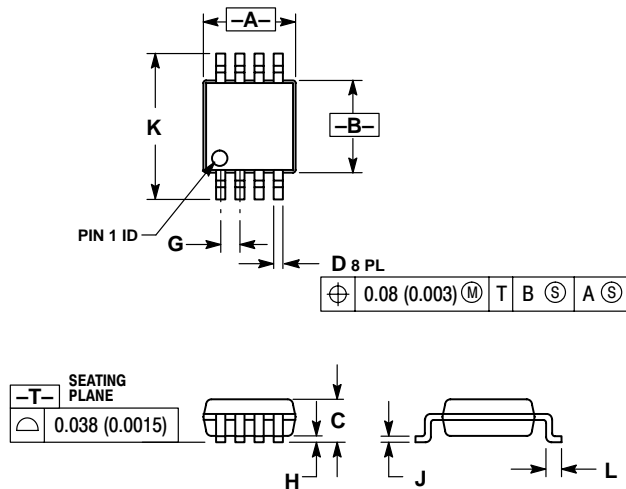 –A–
K
–B–
PIN 1 ID
G
D 8 PL
⌖ 0.08 (0.003) Ⓜ T B Ⓢ A Ⓢ
–T– SEATING
PLANE
⌓ 0.038 (0.0015)
C
H
J
L